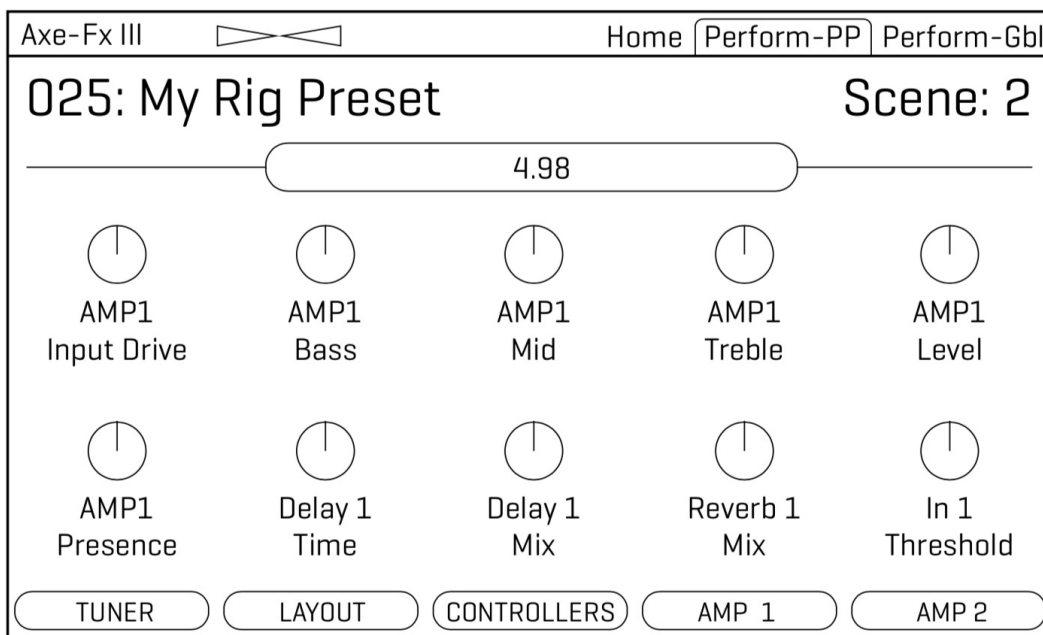 Axe-Fx III Home Perform-PP Perform-Gbl
025: My Rig Preset Scene: 2
4.98
AMP1 AMP1 AMP1 AMP1 AMP1
Input Drive Bass Mid Treble Level
AMP1 Delay 1 Delay 1 Reverb 1 In 1
Presence Time Mix Mix Threshold
TUNER LAYOUT CONTROLLERS AMP 1 AMP 2